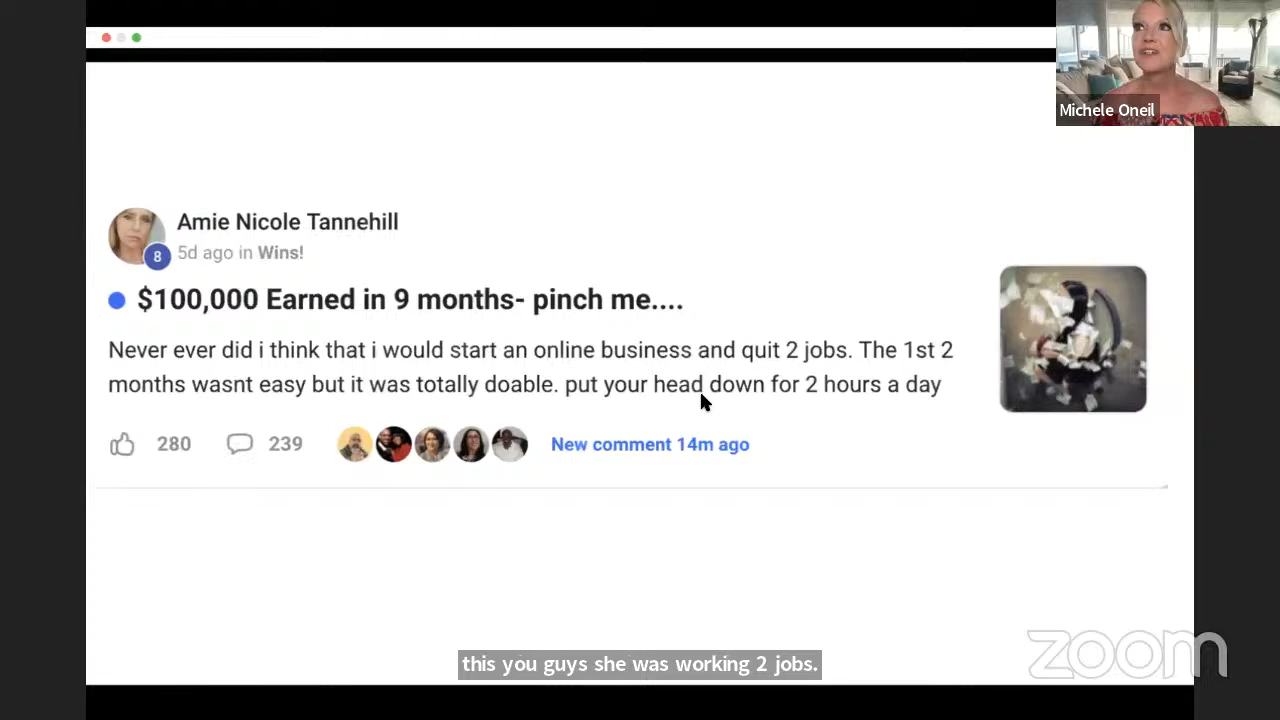 Michele Oneil
Amie Nicole Tannehill
8
5d ago in Wins!
$100,000 Earned in 9 months- pinch me....
Never ever did i think that i would start an online business and quit 2 jobs. The 1st 2
months wasnt easy but it was totally doable. put your head down for 2 hours a day
280 239 New comment 14m ago
this you guys she was working 2 jobs.
zoom